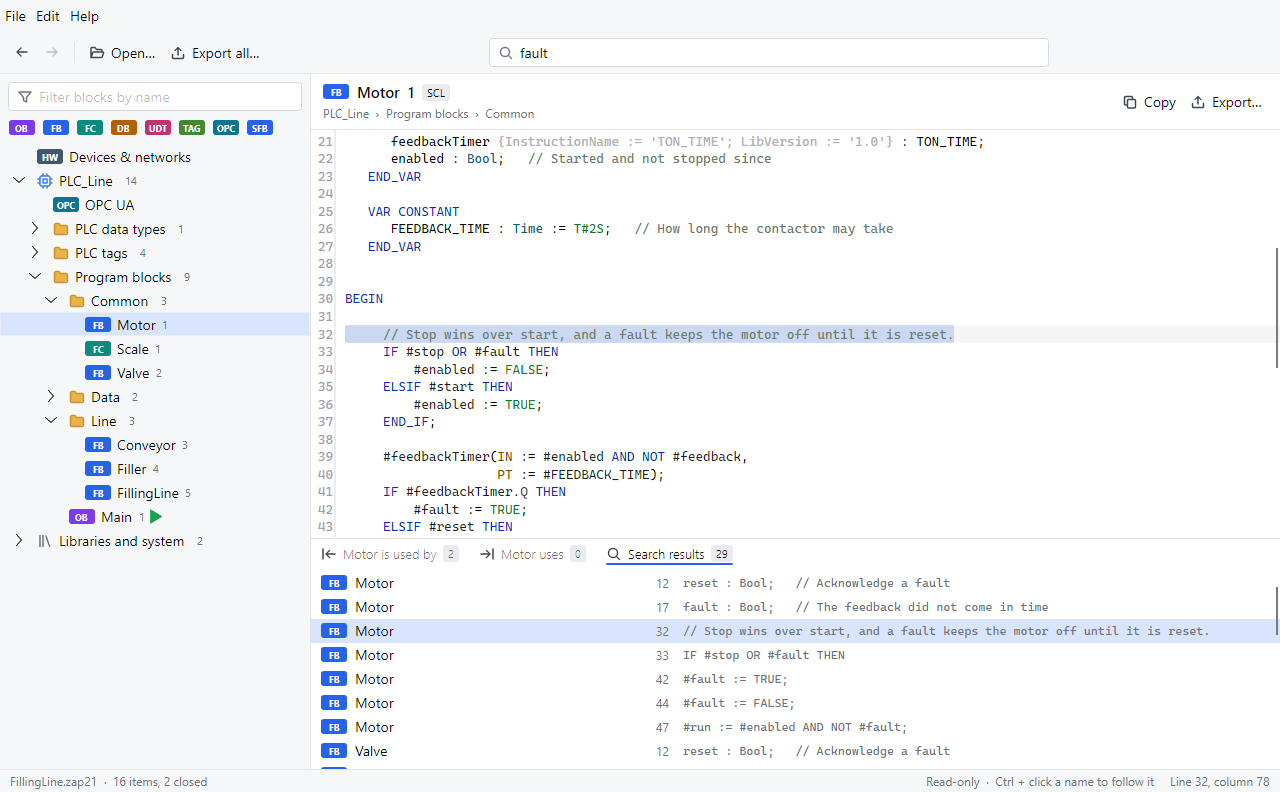 File Edit Help
Open... Export all...
fault
Filter blocks by name
OB FB FC DB UDT TAG OPC SFB
HW Devices & networks
PLC_Line 14
OPC OPC UA
PLC data types 1
PLC tags 4
Program blocks 9
Common 3
FB Motor 1
FC Scale 1
FB Valve 2
Data 2
Line 3
FB Conveyor 3
FB Filler 4
FB FillingLine 5
OB Main 1
Libraries and system 2
FB Motor 1 SCL
PLC_Line › Program blocks › Common
Copy Export...
21 feedbackTimer {InstructionName := 'TON_TIME'; LibVersion := '1.0'} : TON_TIME;
22 enabled : Bool; // Started and not stopped since
23 END_VAR
24
25 VAR CONSTANT
26 FEEDBACK_TIME : Time := T#2S; // How long the contactor may take
27 END_VAR
28
29
30 BEGIN
31
32 // Stop wins over start, and a fault keeps the motor off until it is reset.
33 IF #stop OR #fault THEN
34 #enabled := FALSE;
35 ELSIF #start THEN
36 #enabled := TRUE;
37 END_IF;
38
39 #feedbackTimer(IN := #enabled AND NOT #feedback,
40 PT := #FEEDBACK_TIME);
41 IF #feedbackTimer.Q THEN
42 #fault := TRUE;
43 ELSIF #reset THEN
Motor is used by 2 Motor uses 0 Search results 29
FB Motor 12 reset : Bool; // Acknowledge a fault
FB Motor 17 fault : Bool; // The feedback did not come in time
FB Motor 32 // Stop wins over start, and a fault keeps the motor off until it is reset.
FB Motor 33 IF #stop OR #fault THEN
FB Motor 42 #fault := TRUE;
FB Motor 44 #fault := FALSE;
FB Motor 47 #run := #enabled AND NOT #fault;
FB Valve 12 reset : Bool; // Acknowledge a fault
FillingLine.zap21 · 16 items, 2 closed
Read-only · Ctrl + click a name to follow it Line 32, column 78